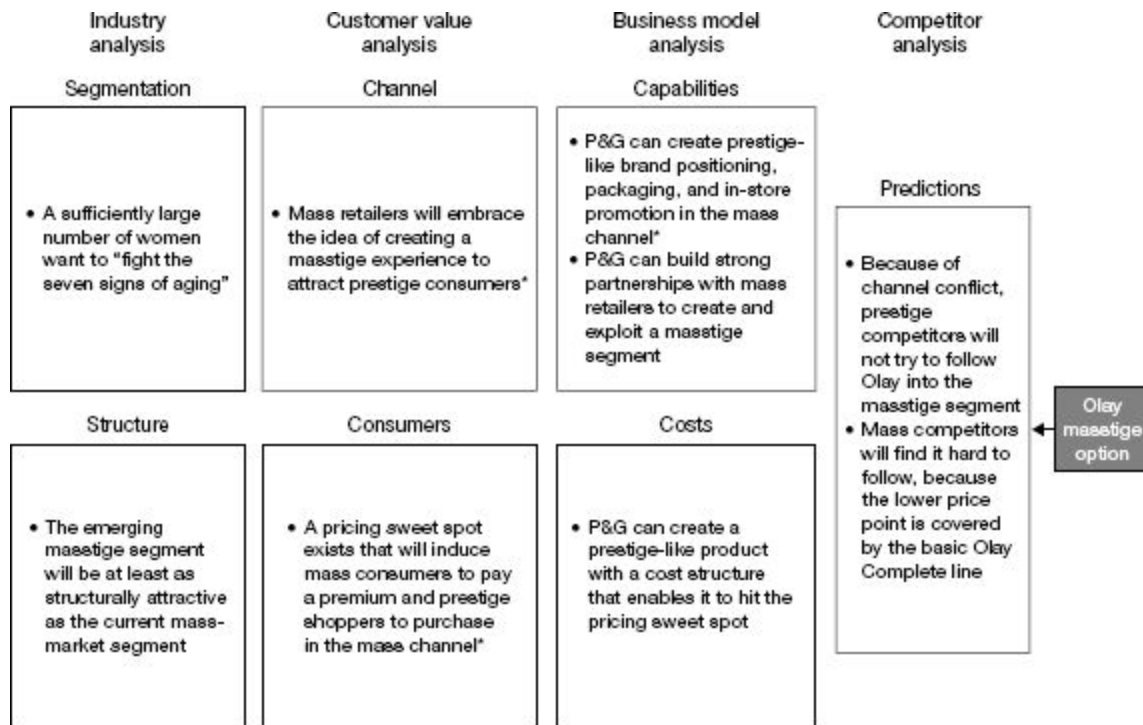 Industry
analysis
Customer value
analysis
Business model
analysis
Competitor
analysis
Segmentation
• A sufficiently large
number of women
want to “fight the
seven signs of aging”
Channel
• Mass retailers will embrace
the idea of creating a
masstige experience to
attract prestige consumers*
Capabilities
• P&G can create prestige-
like brand positioning,
packaging, and in-store
promotion in the mass
channel*
• P&G can build strong
partnerships with mass
retailers to create and
exploit a masstige
segment
Predictions
• Because of
channel conflict,
prestige
competitors will
not try to follow
Olay into the
masstige segment
• Mass competitors
will find it hard to
follow, because
the lower price
point is covered
by the basic Olay
Complete line
Olay
masstige
option
Structure
• The emerging
masstige segment
will be at least as
structurally attractive
as the current mass-
market segment
Consumers
• A pricing sweet spot
exists that will induce
mass consumers to pay
a premium and prestige
shoppers to purchase
in the mass channel*
Costs
• P&G can create a
prestige-like product
with a cost structure
that enables it to hit the
pricing sweet spot